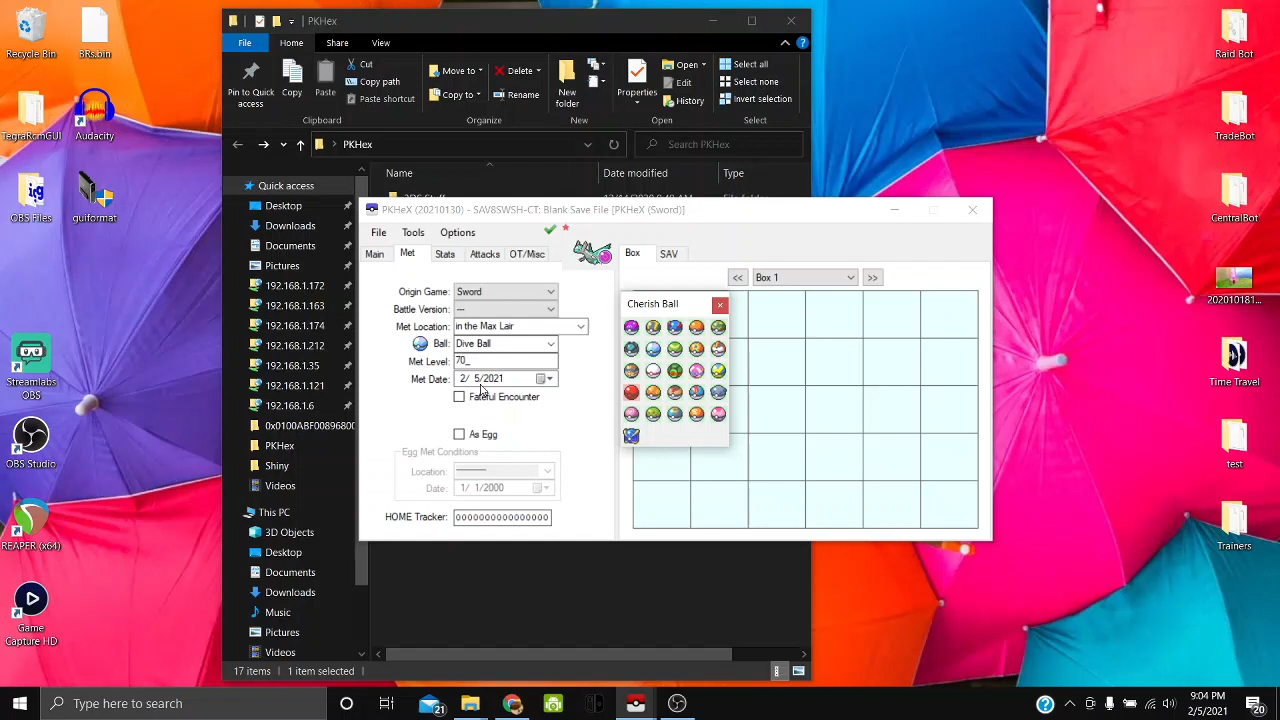 Recycle Bin
BRs.bin
TegraRcmGUI
Audacity
OBS Files
guiformat
Streamlabs OBS
OBS Studio
REAPER (x64)
Game Capture HD
PKHex
File
Home
Share
View
Pin to Quick access
Copy
Paste
Cut
Copy path
Paste shortcut
Clipboard
Move to
Copy to
Delete
Rename
Organize
New folder
New
Properties
Open
Edit
History
Open
Select all
Select none
Invert selection
Select
PKHex
Search PKHex
Name
Date modified
Type
Quick access
Desktop
Downloads
Documents
Pictures
192.168.1.172
192.168.1.163
192.168.1.174
192.168.1.121
192.168.1.35
192.168.1.6
0x0100ABF0089680
PKHex
Shiny
Videos
This PC
3D Objects
Desktop
Documents
Downloads
Music
Pictures
Videos
17 items
1 item selected
PKHeX (20210130) - SAV8SWSH-CT: Blank Save File [PKHeX (Sword)]
File
Tools
Options
Main
Met
Stats
Attacks
OT/Misc
Origin Game:
Sword
Battle Version:
---
Met Location:
in the Max Lair
Ball:
Dive Ball
Met Level:
70_
Met Date:
2/ 5/2021
Fateful Encounter
As Egg
Egg Met Conditions
Location:
Date:
1/ 1/2000
HOME Tracker:
0000000000000000
Box
SAV
<<
Box 1
>>
Cherish Ball
Raid Bot
TradeBot
CentralBot
202010181...
Time Travel
test
Trainers
Type here to search
21
9:04 PM
2/5/2021
20